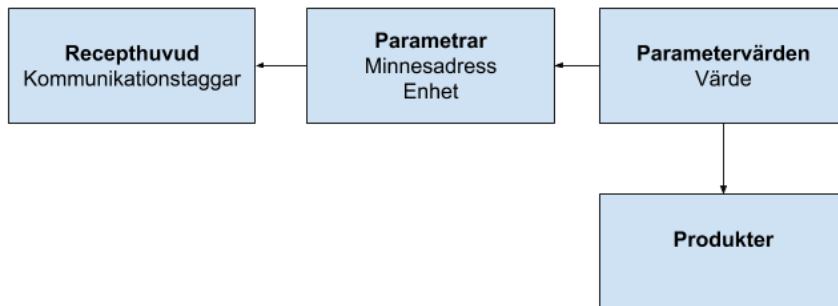 Recepthuvud
Kommunikationstaggar
Parametrar
Minnesadress
Enhet
Parametervärden
Värde
Produkter